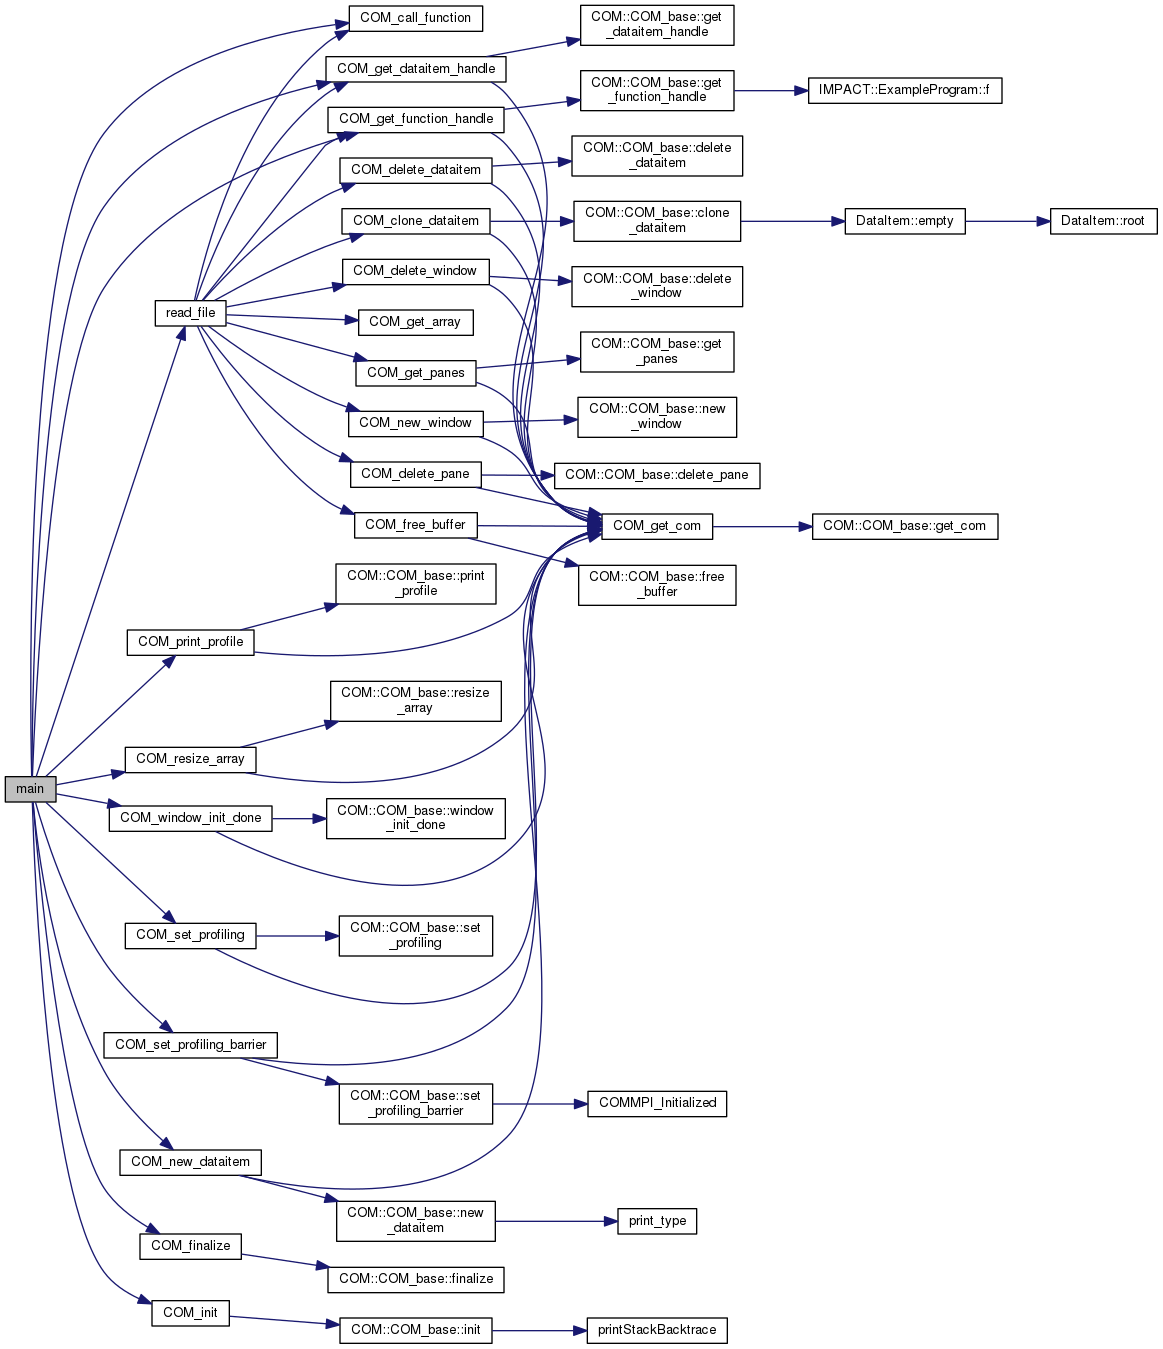 COM_call_function
COM::COM_base::get
_dataitem_handle
COM_get_dataitem_handle
COM::COM_base::get
_function_handle
IMPACT::ExampleProgram::f
COM_get_function_handle
COM::COM_base::delete
_dataitem
COM_delete_dataitem
COM::COM_base::clone
_dataitem
DataItem::empty
DataItem::root
COM_clone_dataitem
COM_delete_window
COM::COM_base::delete
_window
read_file
COM_get_array
COM::COM_base::get
_panes
COM_get_panes
COM::COM_base::new
_window
COM_new_window
COM_delete_pane
COM::COM_base::delete_pane
COM_free_buffer
COM_get_com
COM::COM_base::get_com
COM::COM_base::print
_profile
COM::COM_base::free
_buffer
COM_print_profile
COM::COM_base::resize
_array
COM_resize_array
main
COM_window_init_done
COM::COM_base::window
_init_done
COM_set_profiling
COM::COM_base::set
_profiling
COM_set_profiling_barrier
COM::COM_base::set
_profiling_barrier
COMMPI_Initialized
COM_new_dataitem
COM::COM_base::new
_dataitem
print_type
COM_finalize
COM::COM_base::finalize
COM_init
COM::COM_base::init
printStackBacktrace